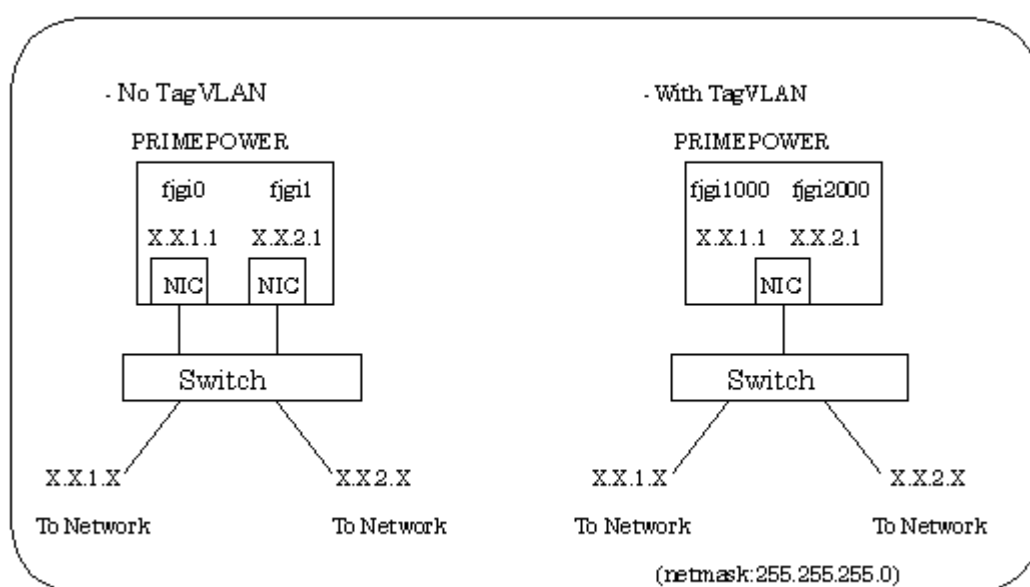 - No TagVLAN
PRIMEPOWER
fjgi0 fjgi1
X.X.1.1 X.X.2.1
NIC NIC
Switch
X.X.1.X X.X.2.X
To Network To Network
- With TagVLAN
PRIMEPOWER
fjgi1000 fjgi2000
X.X.1.1 X.X.2.1
NIC
Switch
X.X.1.X X.X.2.X
To Network To Network
(netmask:255.255.255.0)